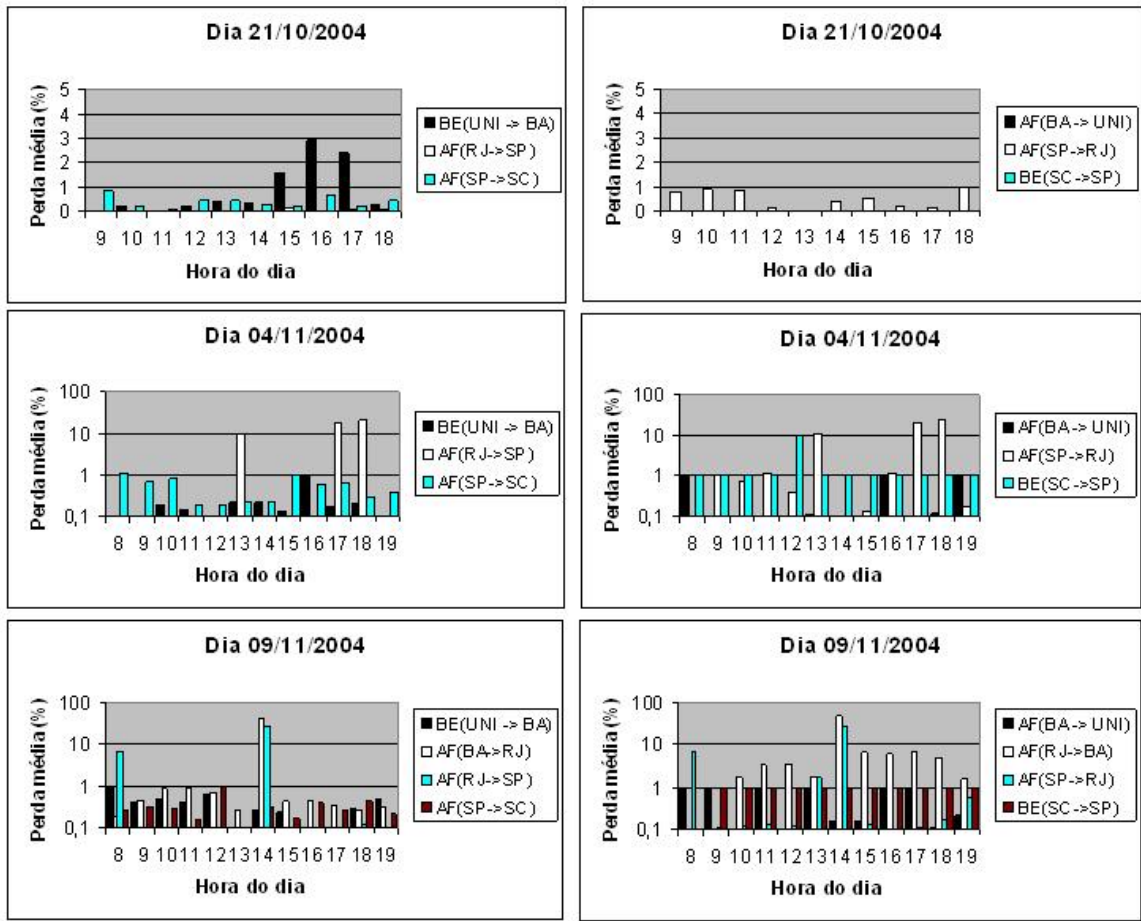 Dia 21/10/2004
Perda média (%)
5
4
3
2
1
0
9 10 11 12 13 14 15 16 17 18
Hora do dia
BE(UNI -> BA)
AF(RJ->SP)
AF(SP->SC)
Dia 21/10/2004
Perda média (%)
5
4
3
2
1
0
9 10 11 12 13 14 15 16 17 18
Hora do dia
AF(BA-> UNI)
AF(SP->RJ)
BE(SC->SP)
Dia 04/11/2004
Perda média (%)
100
10
1
0,1
8 9 10 11 12 13 14 15 16 17 18 19
Hora do dia
BE(UNI -> BA)
AF(RJ->SP)
AF(SP->SC)
Dia 04/11/2004
Perda média (%)
100
10
1
0,1
8 9 10 11 12 13 14 15 16 17 18 19
Hora do dia
AF(BA-> UNI)
AF(SP->RJ)
BE(SC->SP)
Dia 09/11/2004
Perda média (%)
100
10
1
0,1
8 9 10 11 12 13 14 15 16 17 18 19
Hora do dia
BE(UNI -> BA)
AF(BA->RJ)
AF(RJ->SP)
AF(SP->SC)
Dia 09/11/2004
Perda média (%)
100
10
1
0,1
8 9 10 11 12 13 14 15 16 17 18 19
Hora do dia
AF(BA-> UNI)
AF(RJ->BA)
AF(SP->RJ)
BE(SC->SP)